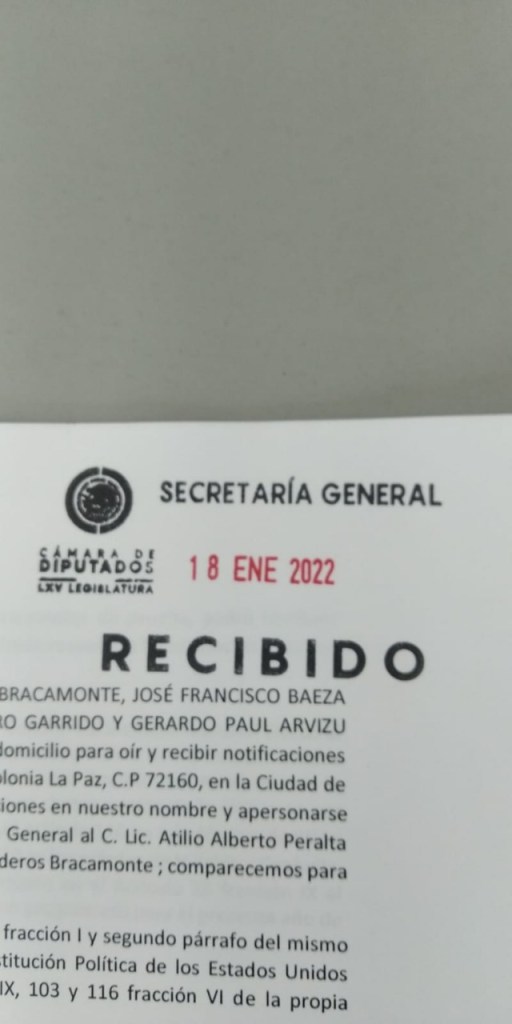 SECRETARÍA GENERAL
CÁMARA DE
DIPUTADOS
LXV LEGISLATURA
18 ENE 2022
RECIBIDO
BRACAMONTE, JOSÉ FRANCISCO BAEZA
RO GARRIDO Y GERARDO PAUL ARVIZU
domicilio para oír y recibir notificaciones
olonia La Paz, C.P 72160, en la Ciudad de
iones en nuestro nombre y apersonarse
General al C. Lic. Atilio Alberto Peralta
deros Bracamonte ; comparecemos para
fracción I y segundo párrafo del mismo
stitución Política de los Estados Unidos
IX, 103 y 116 fracción VI de la propia